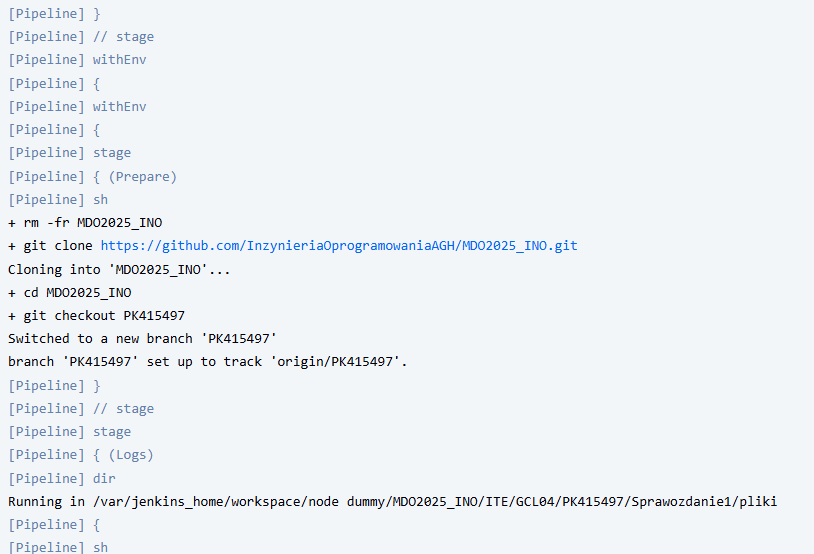 [Pipeline] }
[Pipeline] // stage
[Pipeline] withEnv
[Pipeline] {
[Pipeline] withEnv
[Pipeline] {
[Pipeline] stage
[Pipeline] { (Prepare)
[Pipeline] sh
+ rm -fr MDO2025_INO
+ git clone https://github.com/InzynieriaOprogramowaniaAGH/MDO2025_INO.git
Cloning into 'MDO2025_INO'...
+ cd MDO2025_INO
+ git checkout PK415497
Switched to a new branch 'PK415497'
branch 'PK415497' set up to track 'origin/PK415497'.
[Pipeline] }
[Pipeline] // stage
[Pipeline] stage
[Pipeline] { (Logs)
[Pipeline] dir
Running in /var/jenkins_home/workspace/node dummy/MDO2025_INO/ITE/GCL04/PK415497/Sprawozdanie1/pliki
[Pipeline] {
[Pipeline] sh